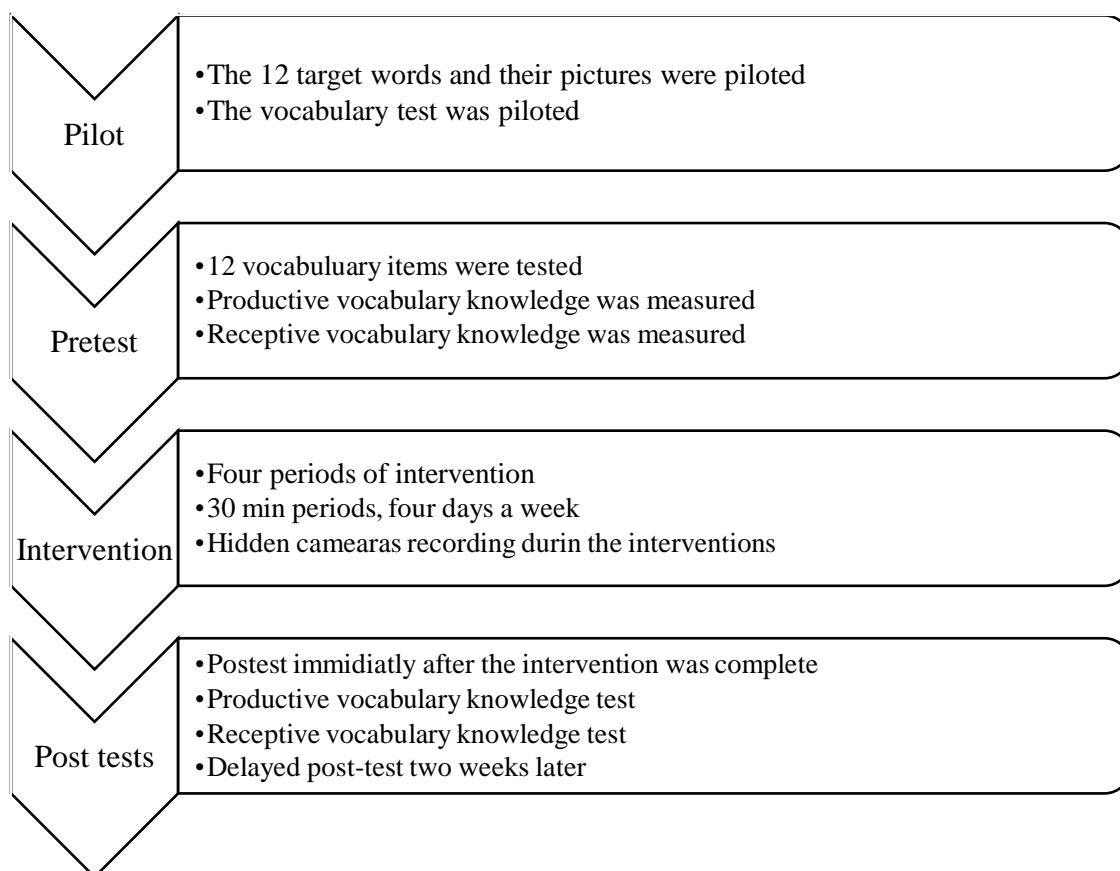 Pilot
•The 12 target words and their pictures were piloted
•The vocabulary test was piloted
Pretest
•12 vocabuluary items were tested
•Productive vocabulary knowledge was measured
•Receptive vocabulary knowledge was measured
Intervention
•Four periods of intervention
•30 min periods, four days a week
•Hidden camearas recording durin the interventions
Post tests
•Postest immidiatly after the intervention was complete
•Productive vocabulary knowledge test
•Receptive vocabulary knowledge test
•Delayed post-test two weeks later